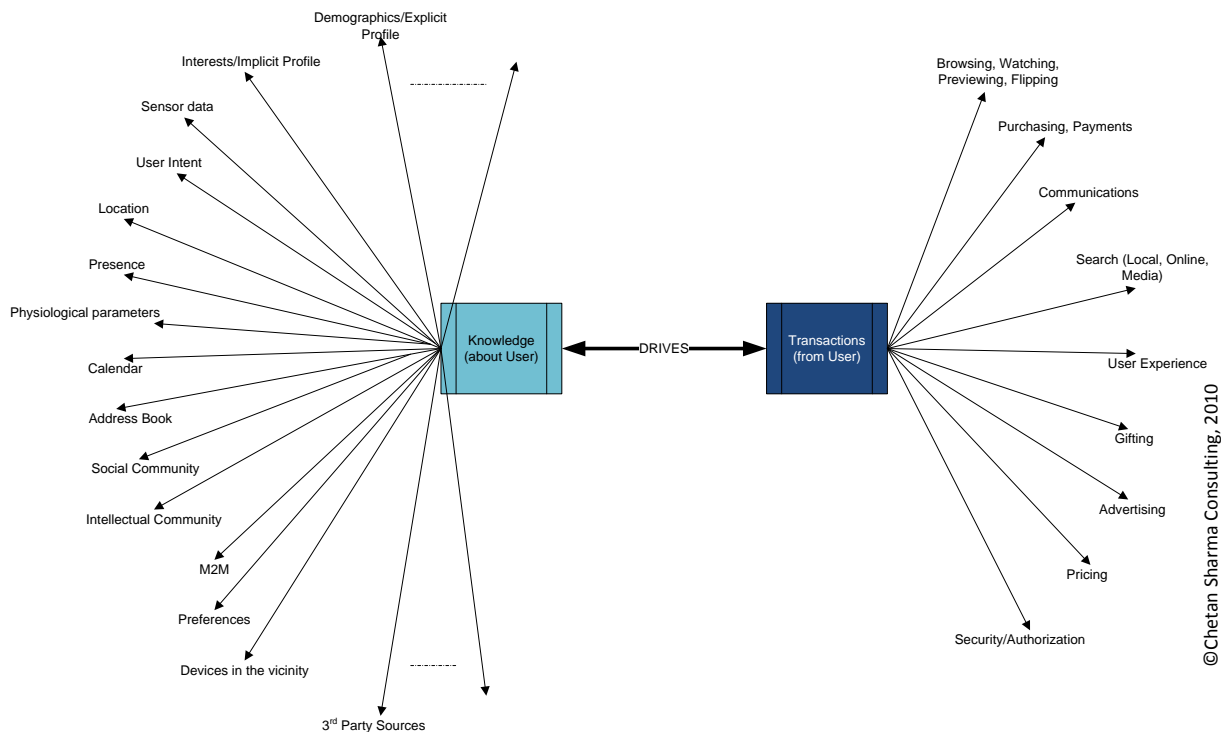 Demographics/Explicit
Profile
Interests/Implicit Profile
Sensor data
User Intent
Location
Presence
Physiological parameters
Calendar
Address Book
Social Community
Intellectual Community
M2M
Preferences
Devices in the vicinity
3rd Party Sources
Knowledge
(about User)
DRIVES
Transactions
(from User)
Browsing, Watching,
Previewing, Flipping
Purchasing, Payments
Communications
Search (Local, Online,
Media)
User Experience
Gifting
Advertising
Pricing
Security/Authorization
©Chetan Sharma Consulting, 2010